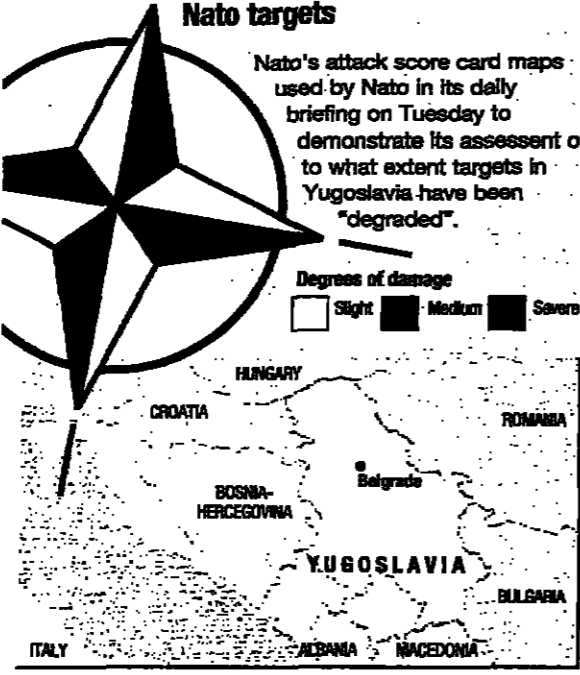 Nato targets
Nato's attack score card maps
used by Nato in its daily
briefing on Tuesday to
demonstrate its assessent o
to what extent targets in
Yugoslavia have been
"degraded".
Degrees of damage
Slight Medium Severe
HUNGARY
CROATIA
ROMANIA
Belgrade
BOSNIA-
HERCEGOVINA
YUGOSLAVIA
BULGARIA
ITALY
ALBANIA
MACEDONIA